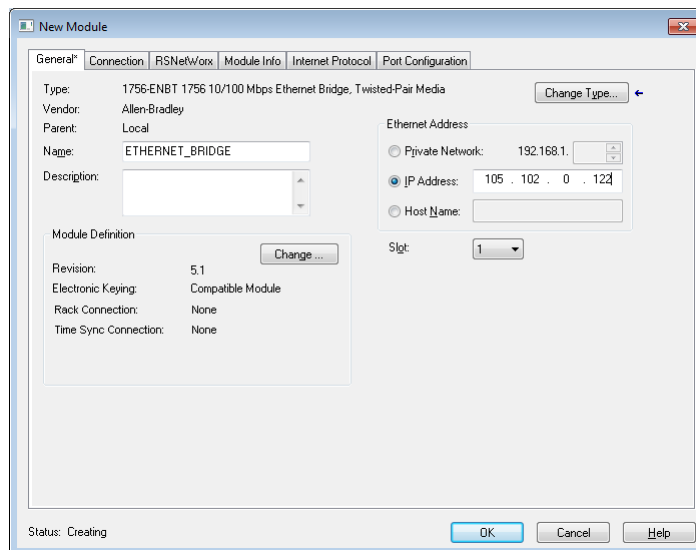 New Module
General* Connection RSNetWorx Module Info Internet Protocol Port Configuration
Type: 1756-ENBT 1756 10/100 Mbps Ethernet Bridge, Twisted-Pair Media
Change Type...
Vendor: Allen-Bradley
Parent: Local
Name: ETHERNET_BRIDGE
Description:
Ethernet Address
Private Network: 192.168.1.
IP Address: 105 . 102 . 0 . 122
Host Name:
Slot: 1
Module Definition
Change ...
Revision: 5.1
Electronic Keying: Compatible Module
Rack Connection: None
Time Sync Connection: None
Status: Creating
OK Cancel Help